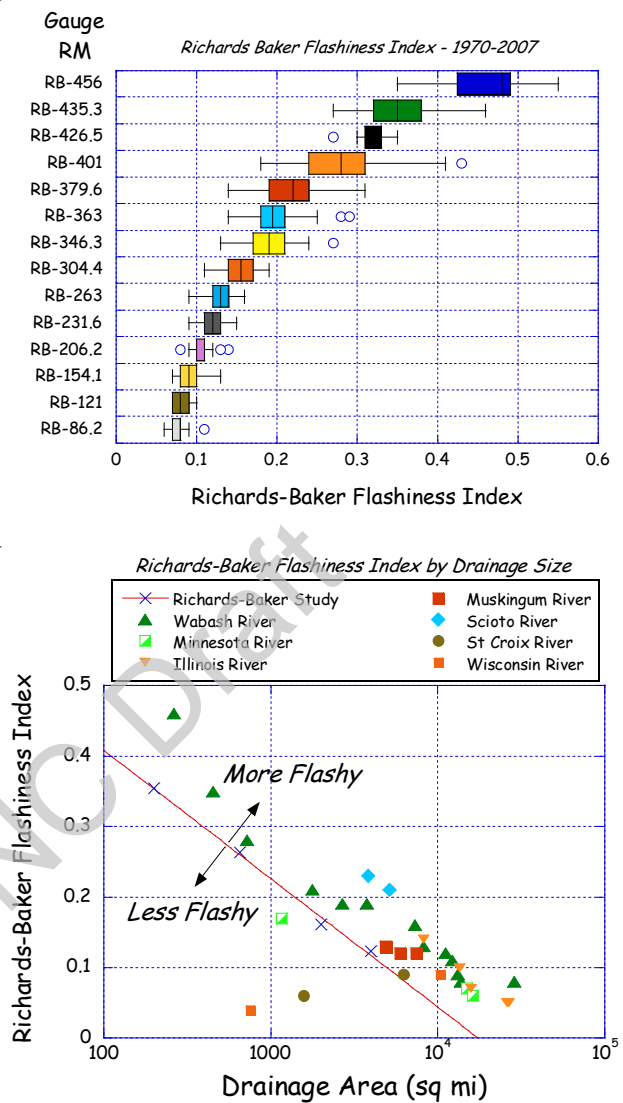 Gauge
RM
Richards Baker Flashiness Index - 1970-2007
RB-456
RB-435.3
RB-426.5
RB-401
RB-379.6
RB-363
RB-346.3
RB-304.4
RB-263
RB-231.6
RB-206.2
RB-154.1
RB-121
RB-86.2
0 0.1 0.2 0.3 0.4 0.5 0.6
Richards-Baker Flashiness Index
Richards-Baker Flashiness Index by Drainage Size
Richards-Baker Study
Wabash River
Minnesota River
Illinois River
Muskingum River
Scioto River
St Croix River
Wisconsin River
Richards-Baker Flashiness Index
0.5
0.4
0.3
0.2
0.1
0
More Flashy
Less Flashy
100 1000 10⁴ 10⁵
Drainage Area (sq mi)
NC Draft